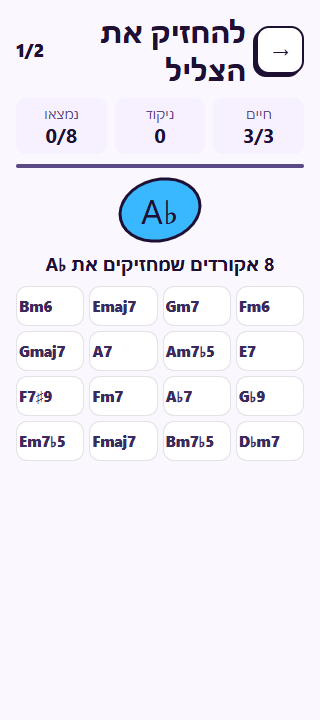 להחזיק את
הצליל
→
1/2
חיים
3/3
ניקוד
0
נמצאו
0/8
A♭
8 אקורדים שמחזיקים את A♭
Bm6 Emaj7 Gm7 Fm6
Gmaj7 A7 Am7♭5 E7
F7♯9 Fm7 A♭7 G♭9
Em7♭5 Fmaj7 Bm7♭5 D♭m7